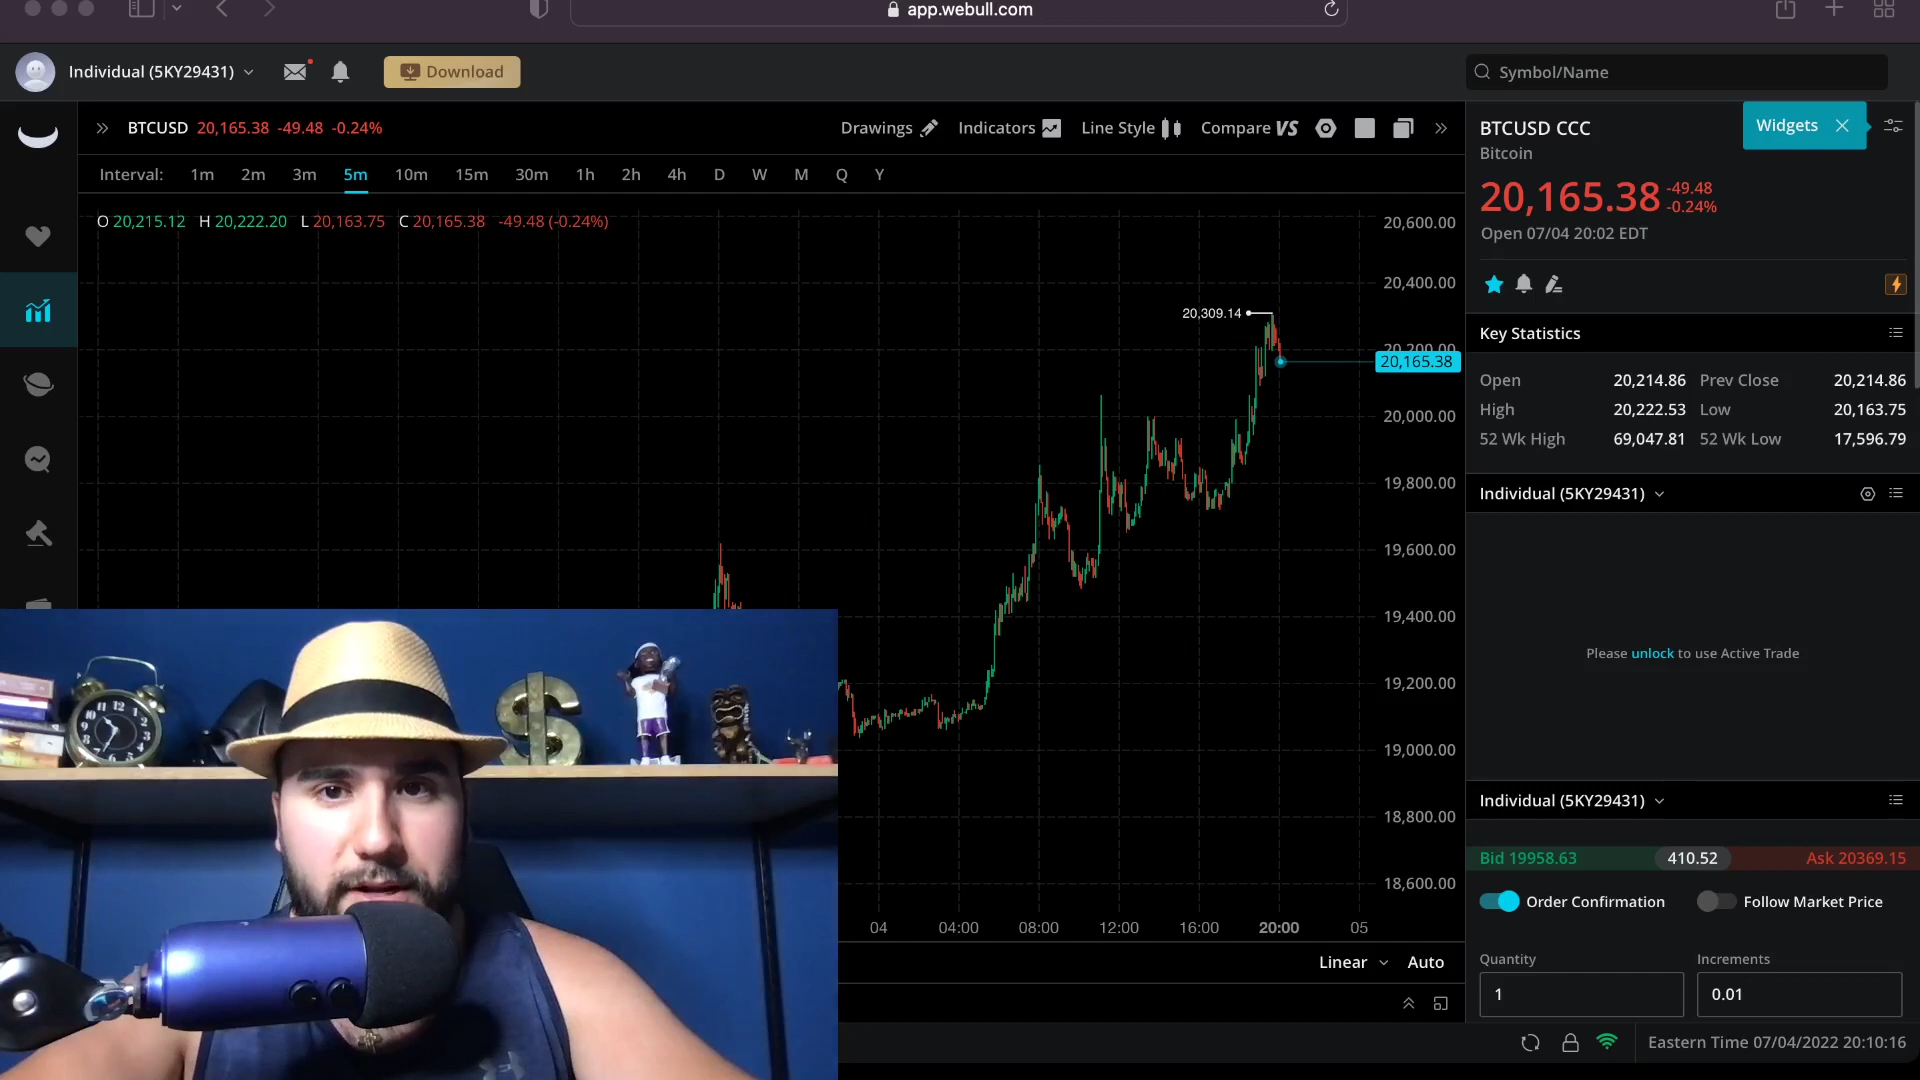 app.webull.com
Individual (5KY29431)
Download
Symbol/Name
BTCUSD 20,165.38 -49.48 -0.24%
Drawings Indicators Line Style Compare VS
Interval: 1m 2m 3m 5m 10m 15m 30m 1h 2h 4h D W M Q Y
O 20,215.12 H 20,222.20 L 20,163.75 C 20,165.38 -49.48 (-0.24%)
20,600.00
20,400.00
20,309.14
20,200.00
20,165.38
20,000.00
19,800.00
19,600.00
19,400.00
19,200.00
19,000.00
18,800.00
18,600.00
04 04:00 08:00 12:00 16:00 20:00 05
Linear Auto
BTCUSD CCC
Widgets
Bitcoin
20,165.38
-49.48
-0.24%
Open 07/04 20:02 EDT
Key Statistics
Open 20,214.86 Prev Close 20,214.86
High 20,222.53 Low 20,163.75
52 Wk High 69,047.81 52 Wk Low 17,596.79
Individual (5KY29431)
Please unlock to use Active Trade
Individual (5KY29431)
Bid 19958.63 410.52 Ask 20369.15
Order Confirmation Follow Market Price
Quantity Increments
1 0.01
Eastern Time 07/04/2022 20:10:16